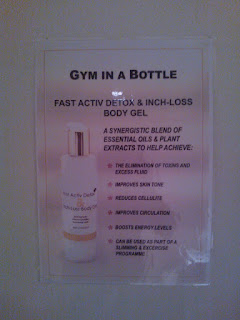 GYM IN A BOTTLE
FAST ACTIV DETOX & INCH-LOSS
BODY GEL
A SYNERGISTIC BLEND OF
ESSENTIAL OILS & PLANT
EXTRACTS TO HELP ACHIEVE:
THE ELIMINATION OF TOXINS AND
EXCESS FLUID
IMPROVES SKIN TONE
REDUCES CELLULITE
IMPROVES CIRCULATION
BOOSTS ENERGY LEVELS
CAN BE USED AS PART OF A
SLIMMING & EXCERCISE
PROGRAMME